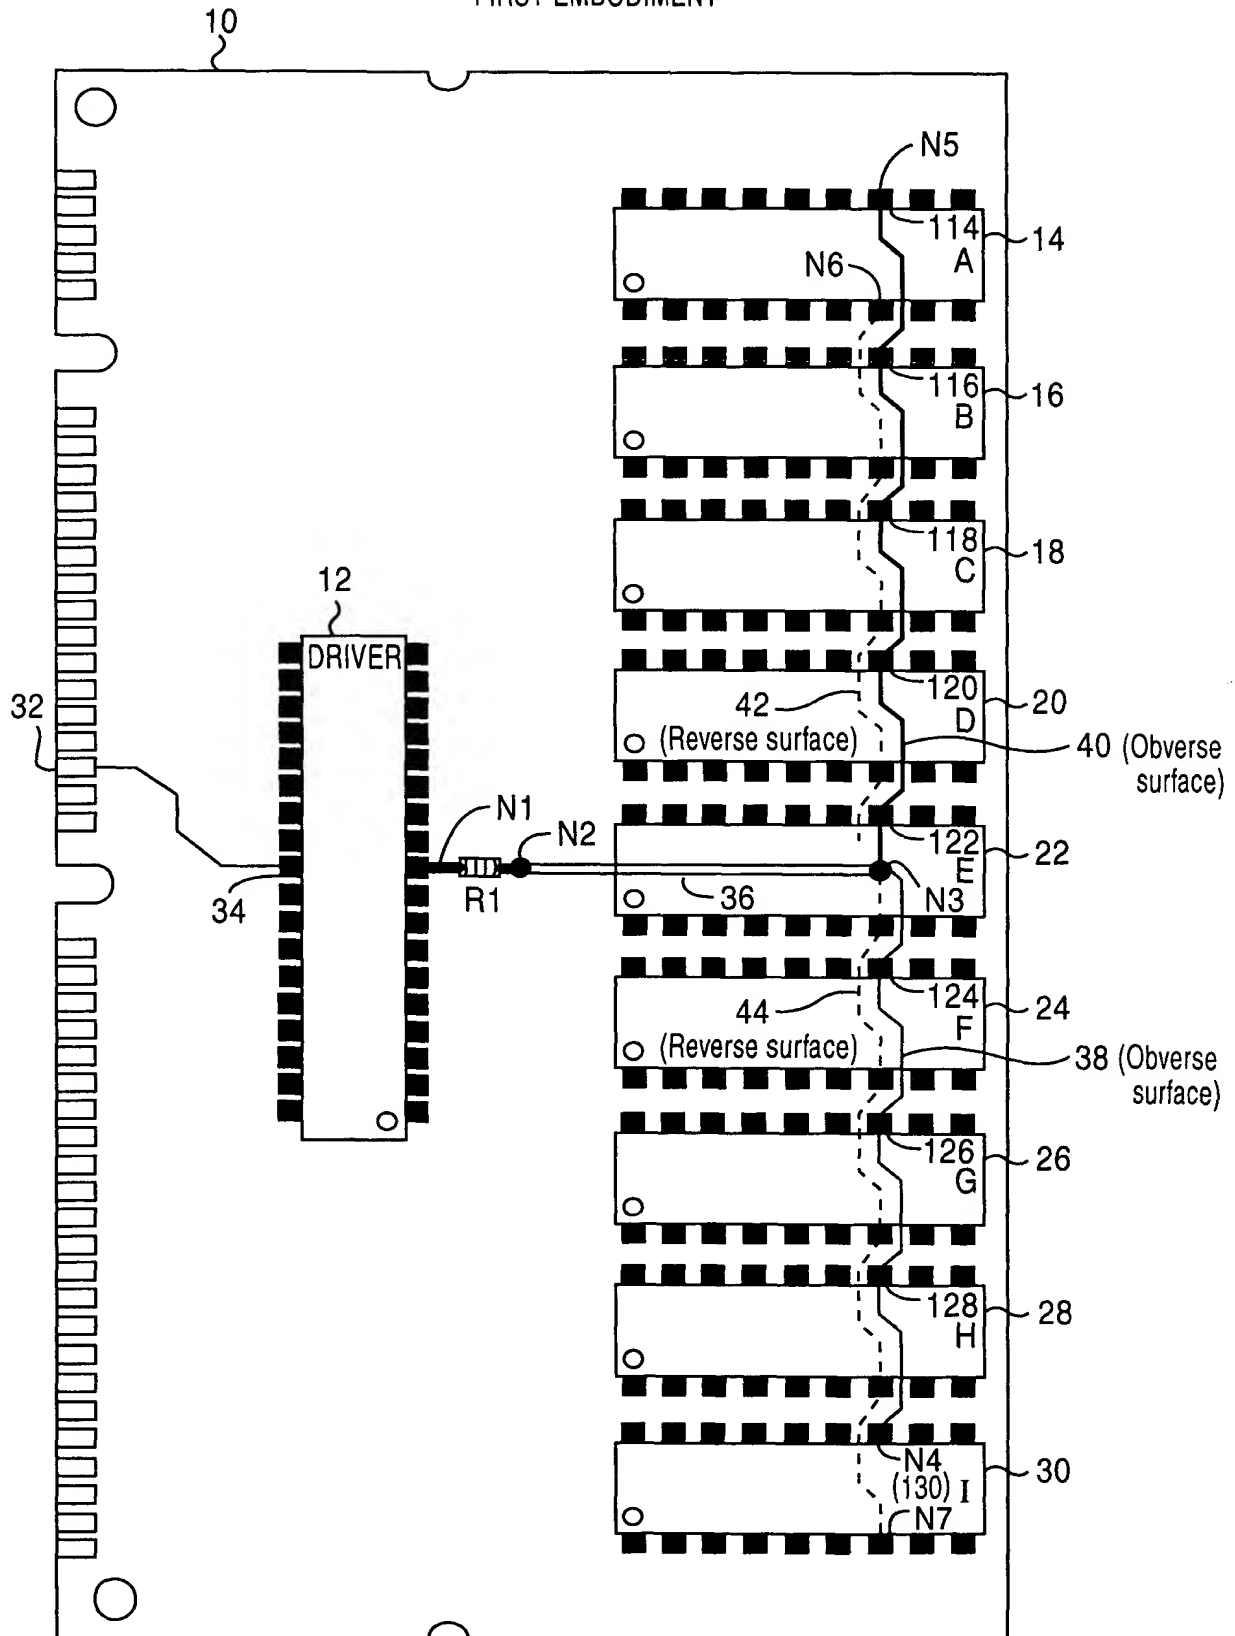 FIRST EMBODIMENT
10
N5
114
14
A
N6
116
16
B
118
18
C
12
DRIVER
120
20
D
32
42
(Reverse surface)
40 (Obverse
surface)
N1
N2
122
22
E
34
R1
36
N3
124
24
F
44
(Reverse surface)
38 (Obverse
surface)
126
26
G
128
28
H
N4
30
(130) I
N7